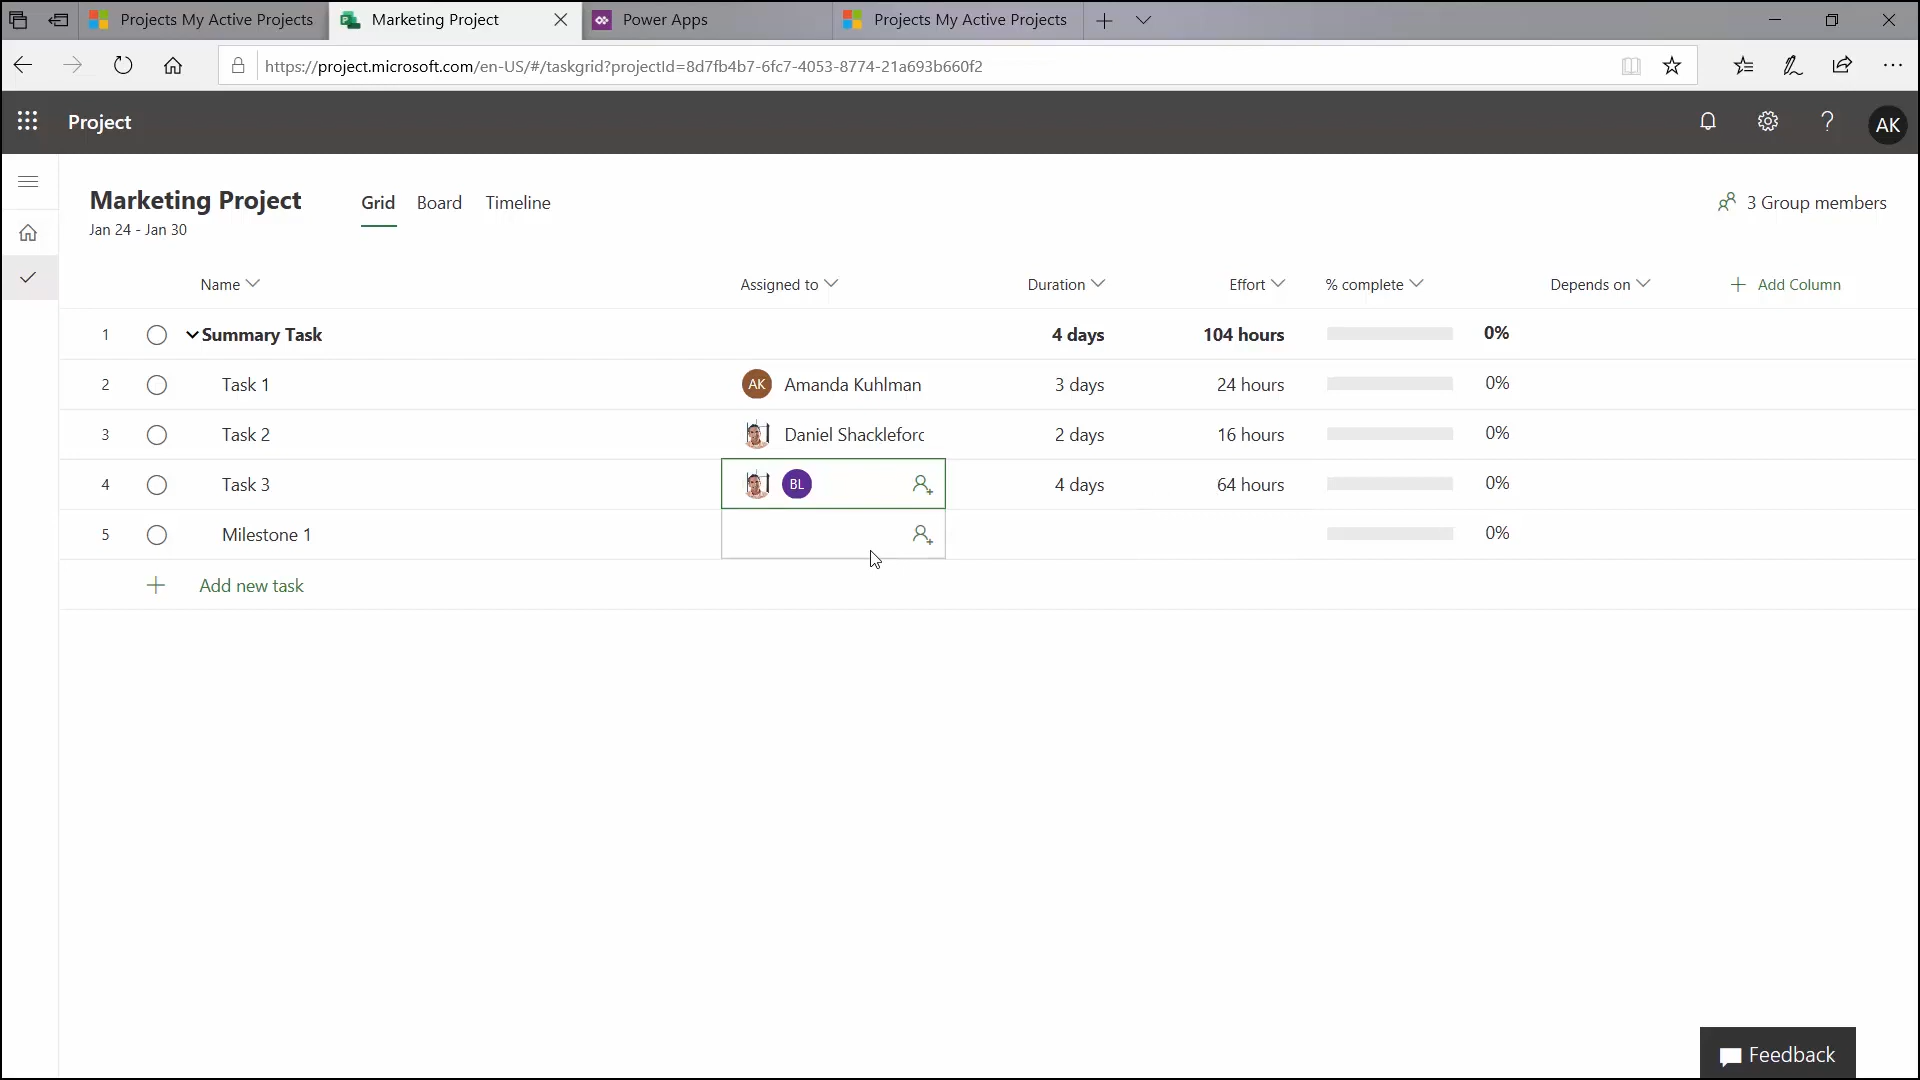 Projects My Active Projects
Marketing Project
Power Apps
Projects My Active Projects
https://project.microsoft.com/en-US/#/taskgrid?projectId=8d7fb4b7-6fc7-4053-8774-21a693b660f2
Project
AK
Marketing Project
Jan 24 - Jan 30
Grid Board Timeline
3 Group members
Name Assigned to Duration Effort % complete Depends on + Add Column
1 Summary Task 4 days 104 hours 0%
2 Task 1 AK Amanda Kuhlman 3 days 24 hours 0%
3 Task 2 Daniel Shackleford 2 days 16 hours 0%
4 Task 3 BL 4 days 64 hours 0%
5 Milestone 1 0%
+ Add new task
Feedback